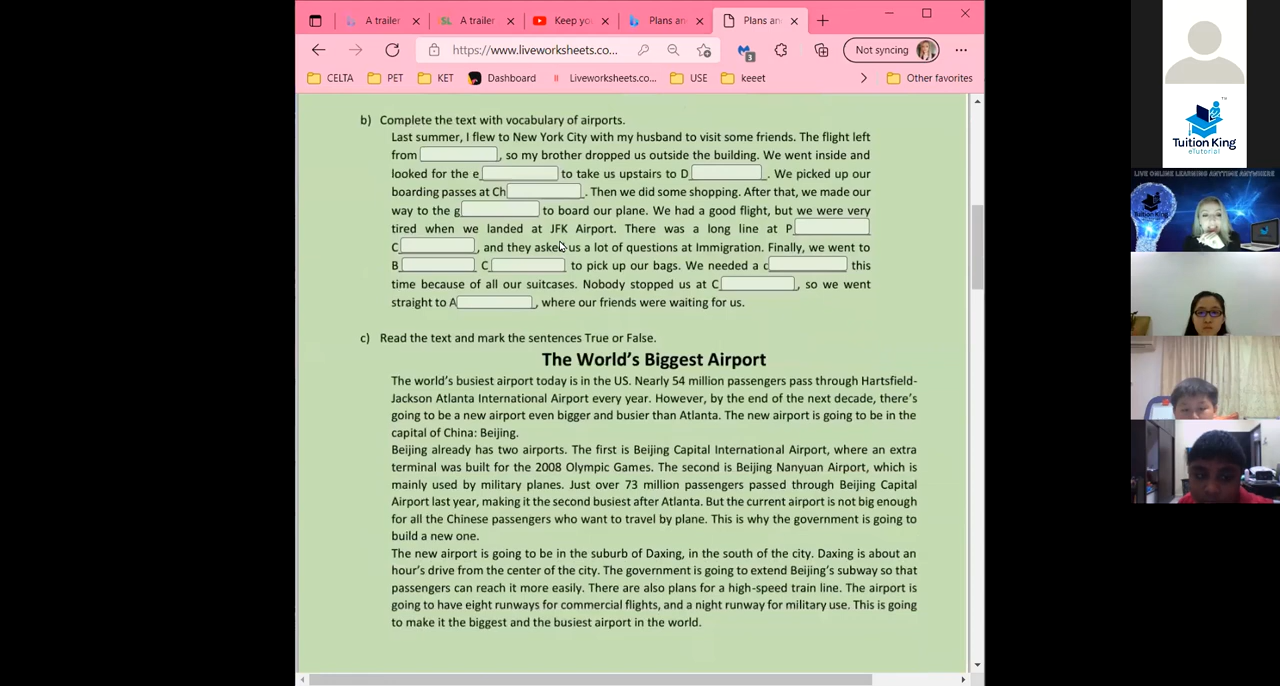 A trailer
A trailer
Keep yo
Plans an
Plans an
https://www.liveworksheets.co...
3
Not syncing
CELTA
PET
KET
Dashboard
Liveworksheets.co...
USE
keeet
Other favorites
b) Complete the text with vocabulary of airports.
Last summer, I flew to New York City with my husband to visit some friends. The flight left
from , so my brother dropped us outside the building. We went inside and
looked for the e to take us upstairs to D . We picked up our
boarding passes at Ch . Then we did some shopping. After that, we made our
way to the g to board our plane. We had a good flight, but we were very
tired when we landed at JFK Airport. There was a long line at P
C , and they asked us a lot of questions at Immigration. Finally, we went to
B C to pick up our bags. We needed a c this
time because of all our suitcases. Nobody stopped us at C , so we went
straight to A , where our friends were waiting for us.
c) Read the text and mark the sentences True or False.
The World's Biggest Airport
The world's busiest airport today is in the US. Nearly 54 million passengers pass through Hartsfield-
Jackson Atlanta International Airport every year. However, by the end of the next decade, there's
going to be a new airport even bigger and busier than Atlanta. The new airport is going to be in the
capital of China: Beijing.
Beijing already has two airports. The first is Beijing Capital International Airport, where an extra
terminal was built for the 2008 Olympic Games. The second is Beijing Nanyuan Airport, which is
mainly used by military planes. Just over 73 million passengers passed through Beijing Capital
Airport last year, making it the second busiest after Atlanta. But the current airport is not big enough
for all the Chinese passengers who want to travel by plane. This is why the government is going to
build a new one.
The new airport is going to be in the suburb of Daxing, in the south of the city. Daxing is about an
hour's drive from the center of the city. The government is going to extend Beijing's subway so that
passengers can reach it more easily. There are also plans for a high-speed train line. The airport is
going to have eight runways for commercial flights, and a night runway for military use. This is going
to make it the biggest and the busiest airport in the world.
Tuition King
eTutorial
LIVE ONLINE LEARNING ANYTIME ANYWHERE
Tuition King